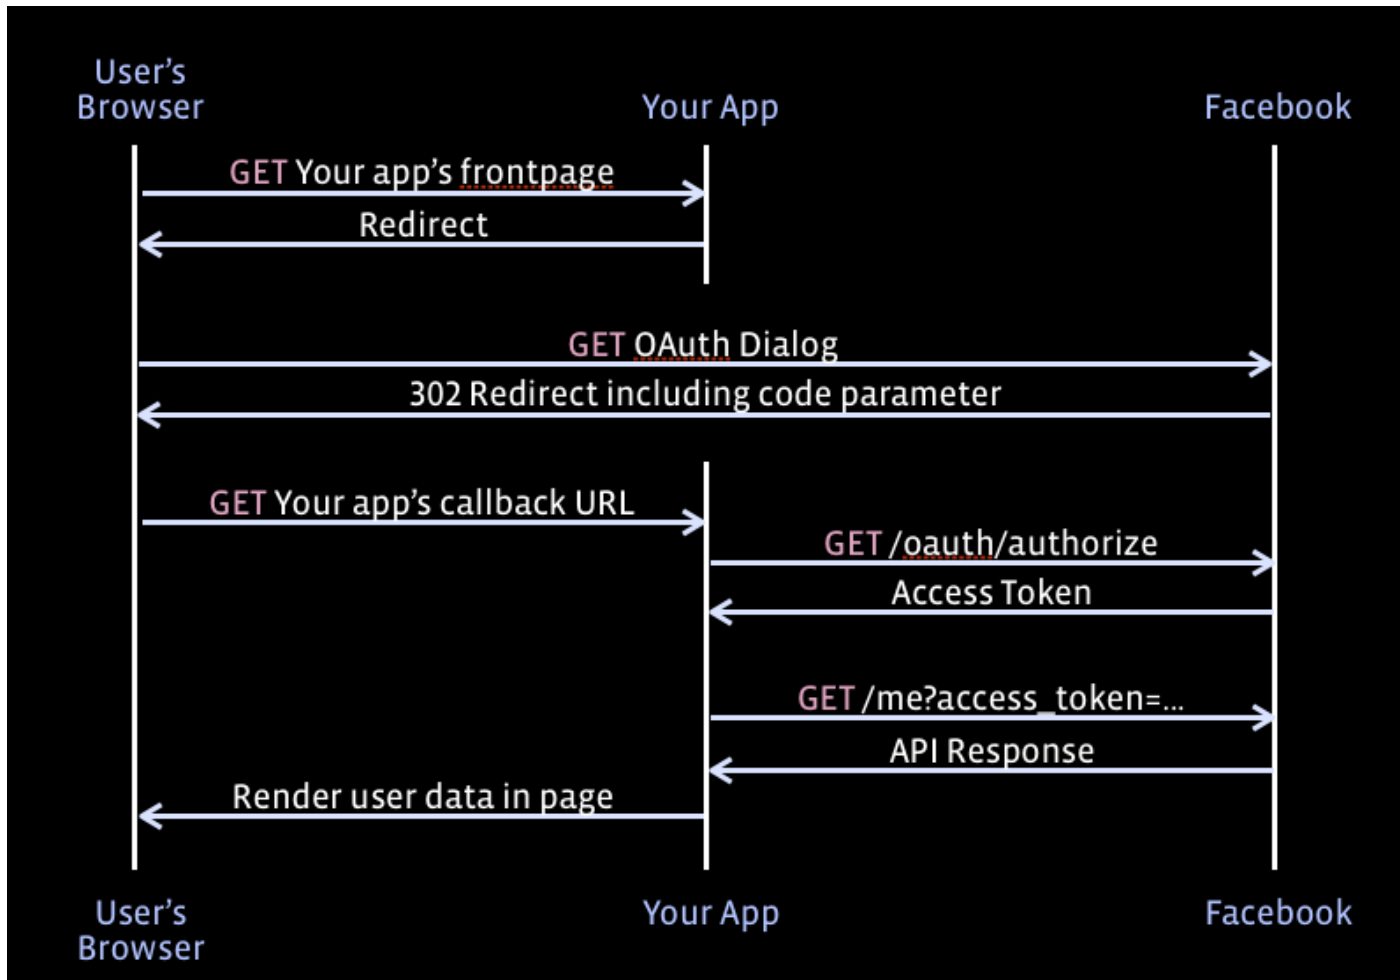 User's
Browser
Your App
Facebook
GET Your app's frontpage
Redirect
GET OAuth Dialog
302 Redirect including code parameter
GET Your app's callback URL
GET /oauth/authorize
Access Token
GET /me?access_token=...
API Response
Render user data in page
User's
Browser
Your App
Facebook